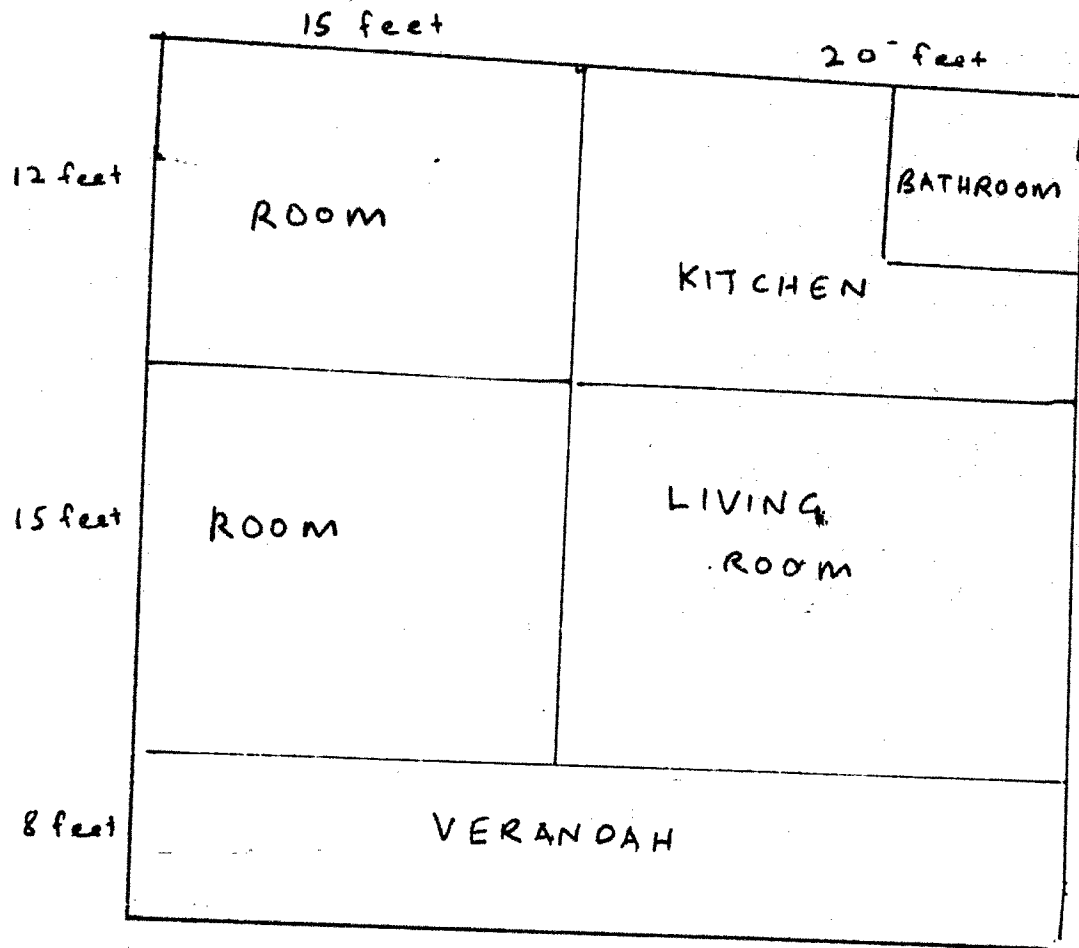 15 feet
20 feet
12 feet
ROOM
KITCHEN
BATHROOM
15 feet
ROOM
LIVING
ROOM
8 feet
VERANDAH